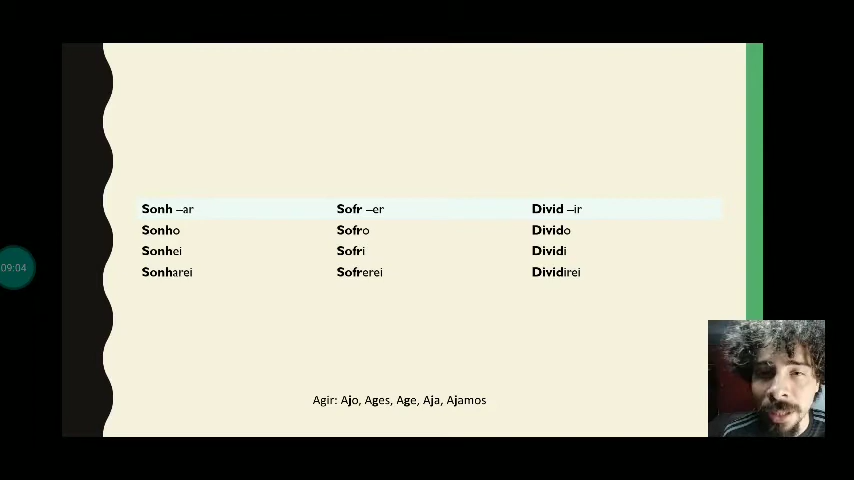 Sonh –ar Sofr –er Divid –ir
Sonho Sofro Divido
Sonhei Sofri Dividi
Sonharei Sofrerei Dividirei
09:04
Agir: Ajo, Ages, Age, Aja, Ajamos